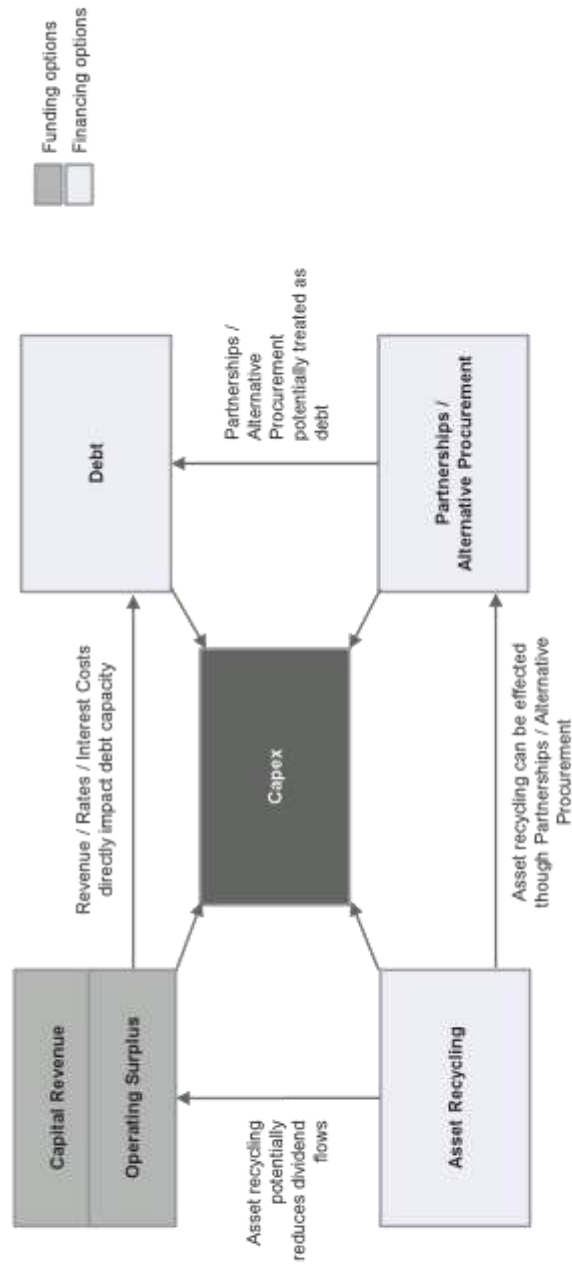 Funding options
Financing options
Capital Revenue
Operating Surplus
Revenue / Rates / Interest Costs
directly impact debt capacity
Debt
Asset recycling
potentially
reduces dividend
flows
Capex
Partnerships /
Alternative
Procurement
potentially treated as
debt
Asset Recycling
Asset recycling can be effected
though Partnerships / Alternative
Procurement
Partnerships /
Alternative Procurement